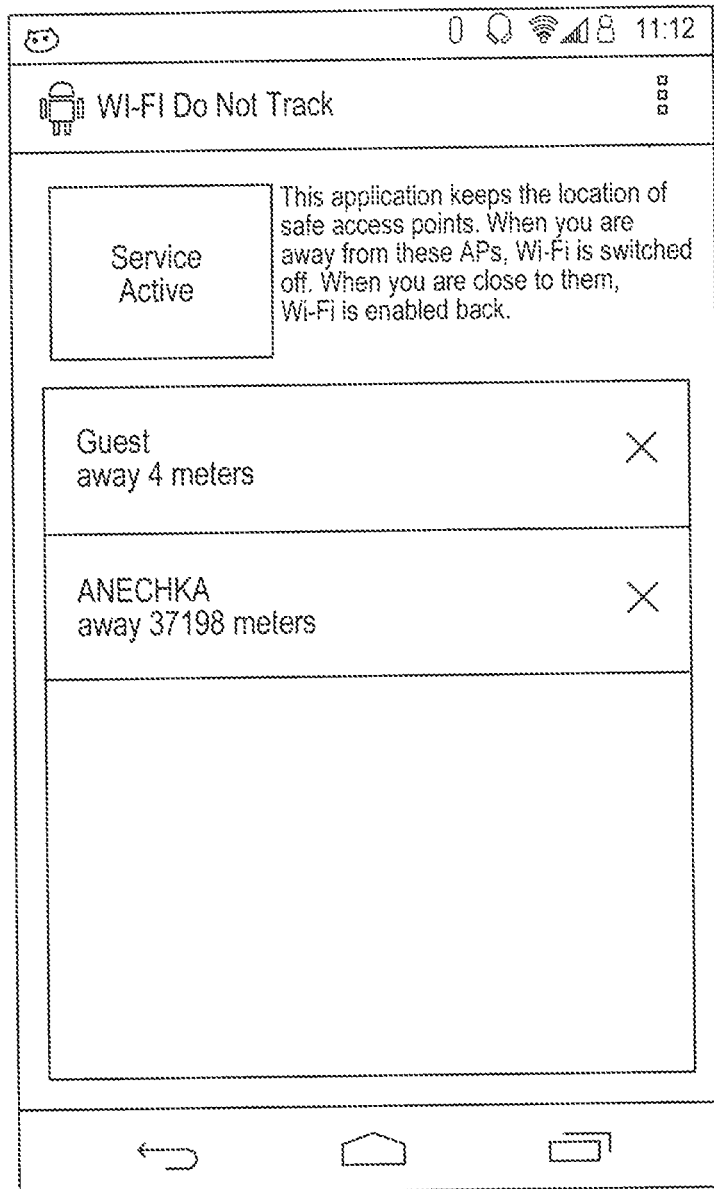 11:12
WI-FI Do Not Track
Service
Active
This application keeps the location of
safe access points. When you are
away from these APs, Wi-Fi is switched
off. When you are close to them,
Wi-Fi is enabled back.
Guest
away 4 meters
ANECHKA
away 37198 meters